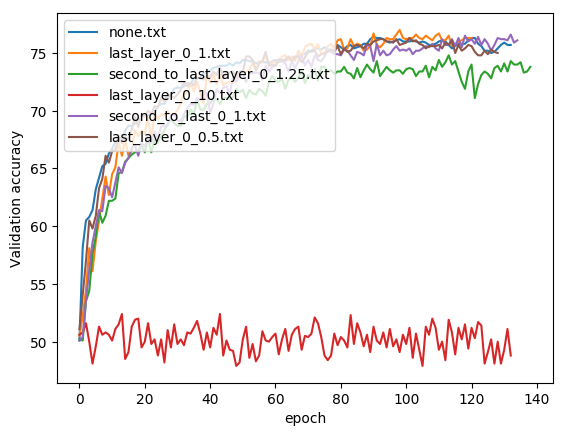 none.txt
last_layer_0_1.txt
second_to_last_layer_0_1.25.txt
last_layer_0_10.txt
second_to_last_0_1.txt
last_layer_0_0.5.txt
75
70
65
60
55
50
Validation accuracy
0 20 40 60 80 100 120 140
epoch